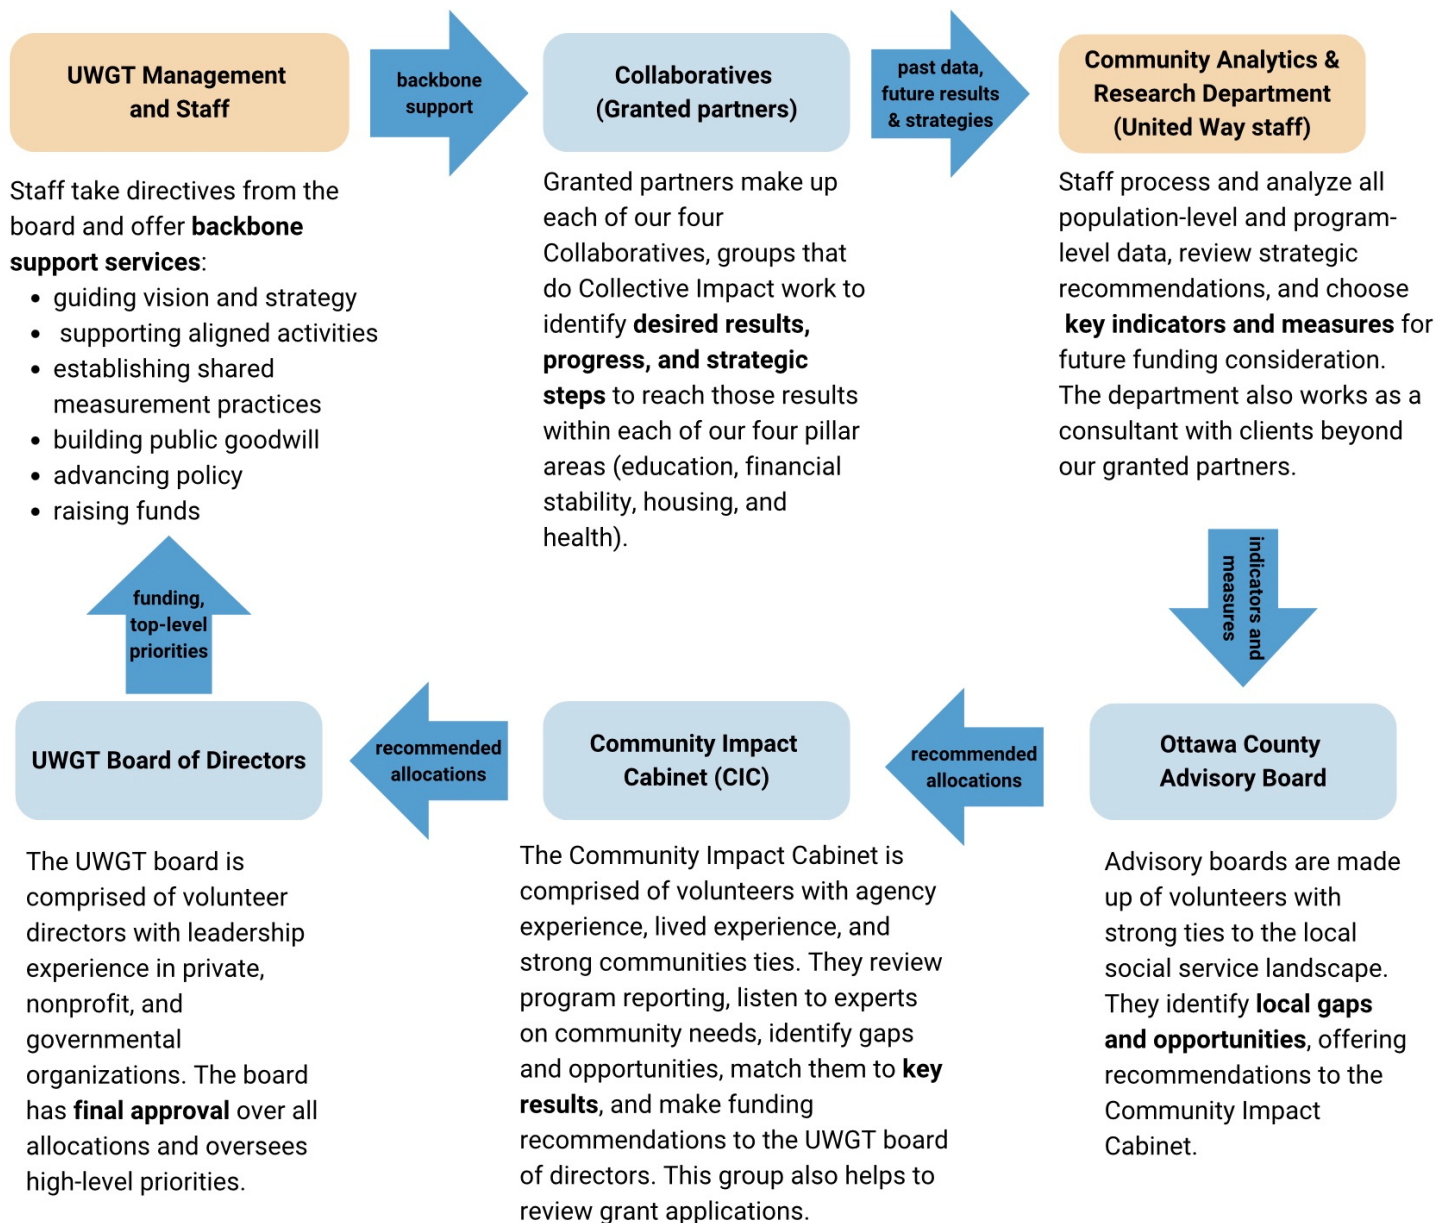 UWGT Management
and Staff
backbone
support
Collaboratives
(Granted partners)
past data,
future results
& strategies
Community Analytics &
Research Department
(United Way staff)
Staff take directives from the
board and offer backbone
support services:
• guiding vision and strategy
• supporting aligned activities
• establishing shared
measurement practices
• building public goodwill
• advancing policy
• raising funds
Granted partners make up
each of our four
Collaboratives, groups that
do Collective Impact work to
identify desired results,
progress, and strategic
steps to reach those results
within each of our four pillar
areas (education, financial
stability, housing, and
health).
Staff process and analyze all
population-level and program-
level data, review strategic
recommendations, and choose
key indicators and measures for
future funding consideration.
The department also works as a
consultant with clients beyond
our granted partners.
indicators and
measures
Ottawa County
Advisory Board
Advisory boards are made
up of volunteers with
strong ties to the local
social service landscape.
They identify local gaps
and opportunities, offering
recommendations to the
Community Impact
Cabinet.
recommended
allocations
Community Impact
Cabinet (CIC)
The Community Impact Cabinet is
comprised of volunteers with agency
experience, lived experience, and
strong communities ties. They review
program reporting, listen to experts
on community needs, identify gaps
and opportunities, match them to key
results, and make funding
recommendations to the UWGT board
of directors. This group also helps to
review grant applications.
recommended
allocations
UWGT Board of Directors
The UWGT board is
comprised of volunteer
directors with leadership
experience in private,
nonprofit, and
governmental
organizations. The board
has final approval over all
allocations and oversees
high-level priorities.
funding,
top-level
priorities